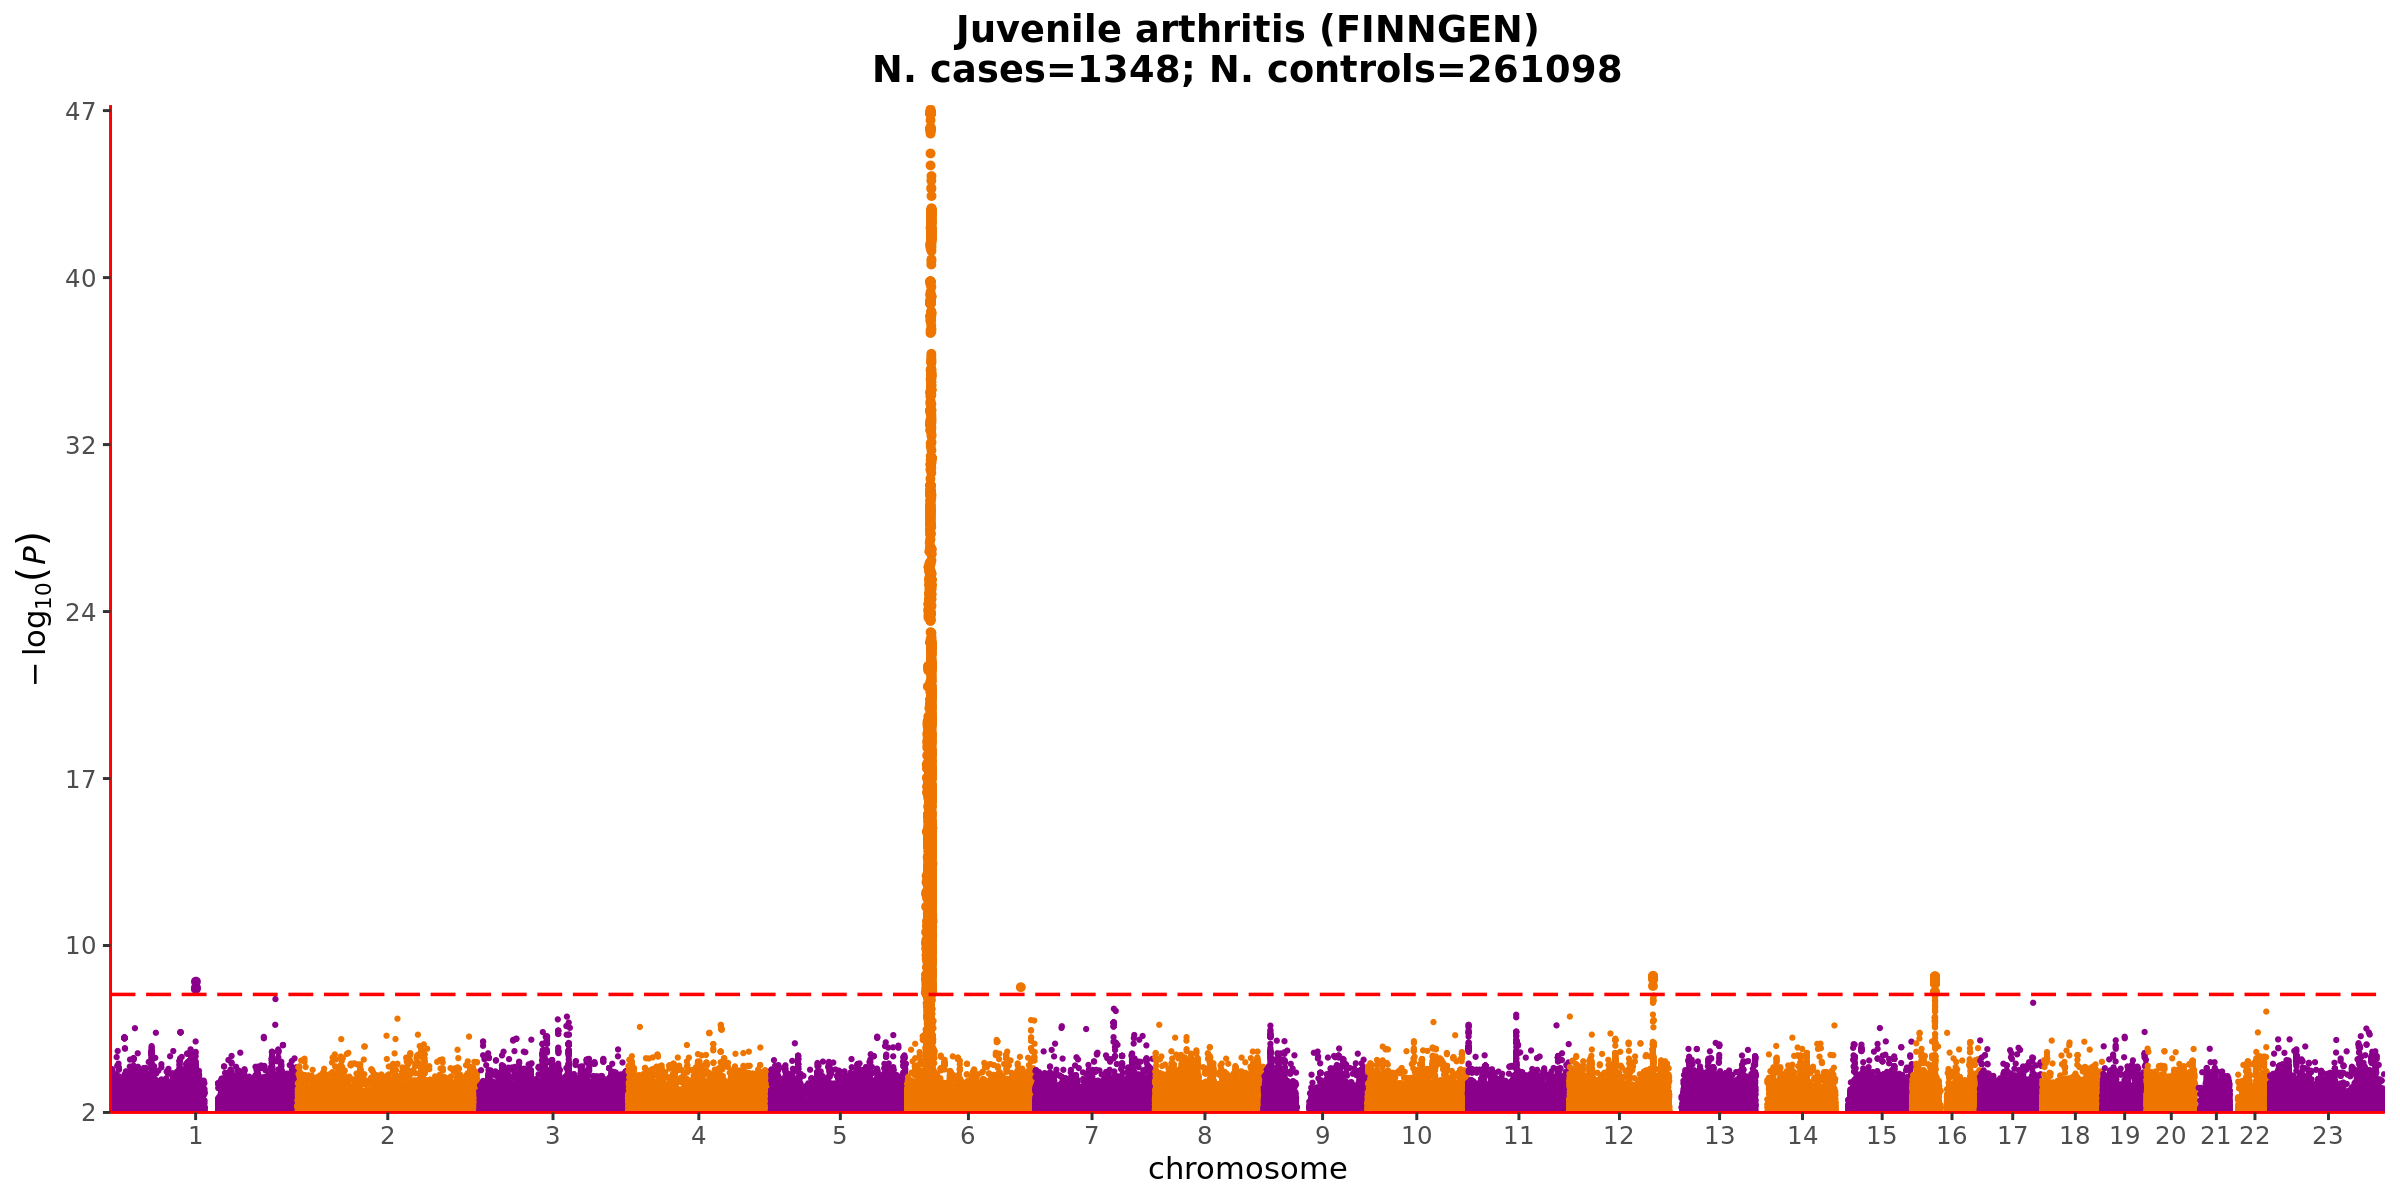 Juvenile arthritis (FINNGEN)
N. cases=1348; N. controls=261098
47
40
32
24
17
10
2
− log10(P)
1 2 3 4 5 6 7 8 9 10 11 12 13 14 15 16 17 18 19 20 21 22 23
chromosome